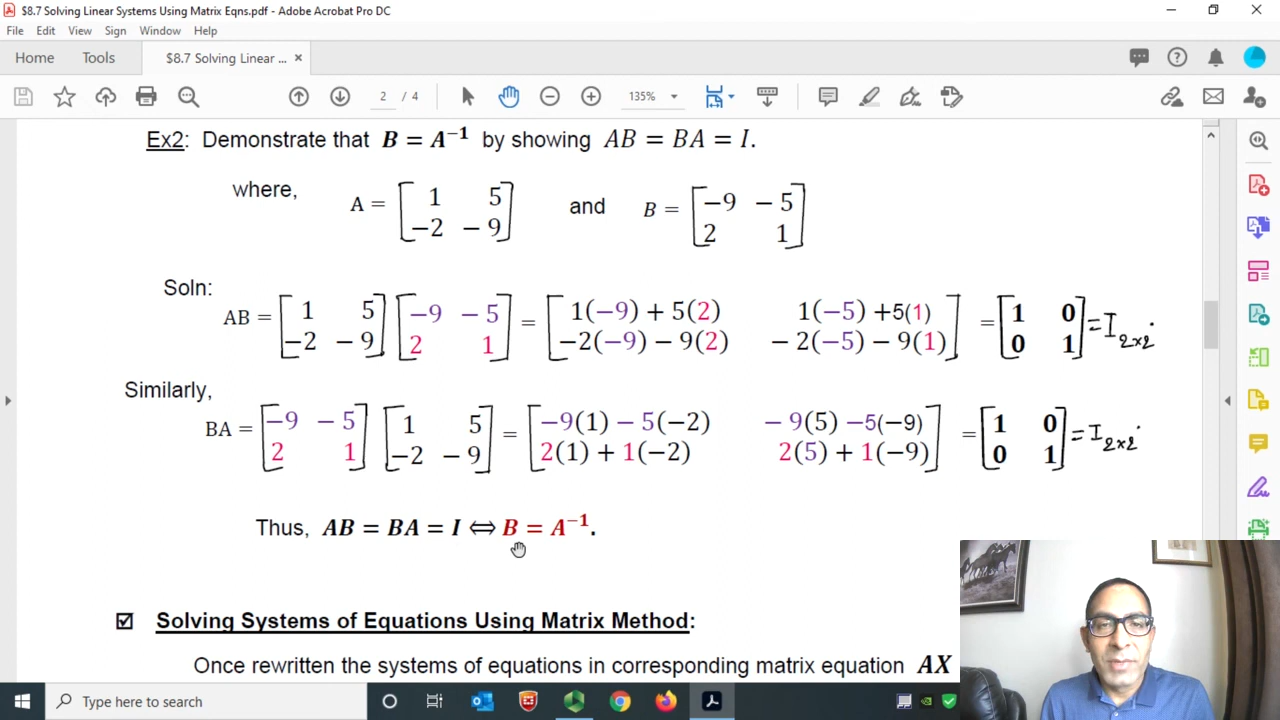 $8.7 Solving Linear Systems Using Matrix Eqns.pdf - Adobe Acrobat Pro DC
File Edit View Sign Window Help
Home Tools $8.7 Solving Linear ... ×
2 / 4 135%
Ex2: Demonstrate that B = A⁻¹ by showing AB = BA = I.
where, A = [1 5; −2 − 9] and B = [−9 − 5; 2 1]
Soln:
AB = [1 5; −2 − 9] [−9 − 5; 2 1] = [1(−9) + 5(2) 1(−5) +5(1); −2(−9) − 9(2) − 2(−5) − 9(1)] = [1 0; 0 1] = I₂ₓ₂.
Similarly,
BA = [−9 − 5; 2 1] [1 5; −2 − 9] = [−9(1) − 5(−2) − 9(5) −5(−9); 2(1) + 1(−2) 2(5) + 1(−9)] = [1 0; 0 1] = I₂ₓ₂.
Thus, AB = BA = I ⟺ B = A⁻¹.
☑ Solving Systems of Equations Using Matrix Method:
Once rewritten the systems of equations in corresponding matrix equation AX
Type here to search